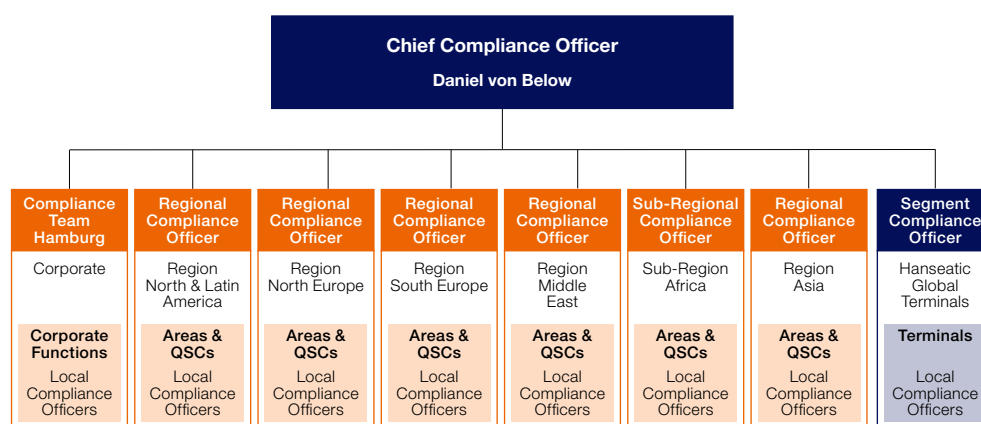 Chief Compliance Officer
Daniel von Below
Compliance
Team
Hamburg
Corporate
Corporate
Functions
Local
Compliance
Officers
Regional
Compliance
Officer
Region
North & Latin
America
Areas &
QSCs
Local
Compliance
Officers
Regional
Compliance
Officer
Region
North Europe
Areas &
QSCs
Local
Compliance
Officers
Regional
Compliance
Officer
Region
South Europe
Areas &
QSCs
Local
Compliance
Officers
Regional
Compliance
Officer
Region
Middle
East
Areas &
QSCs
Local
Compliance
Officers
Sub-Regional
Compliance
Officer
Sub-Region
Africa
Areas &
QSCs
Local
Compliance
Officers
Regional
Compliance
Officer
Region
Asia
Areas &
QSCs
Local
Compliance
Officers
Segment
Compliance
Officer
Hanseatic
Global
Terminals
Terminals
Local
Compliance
Officers